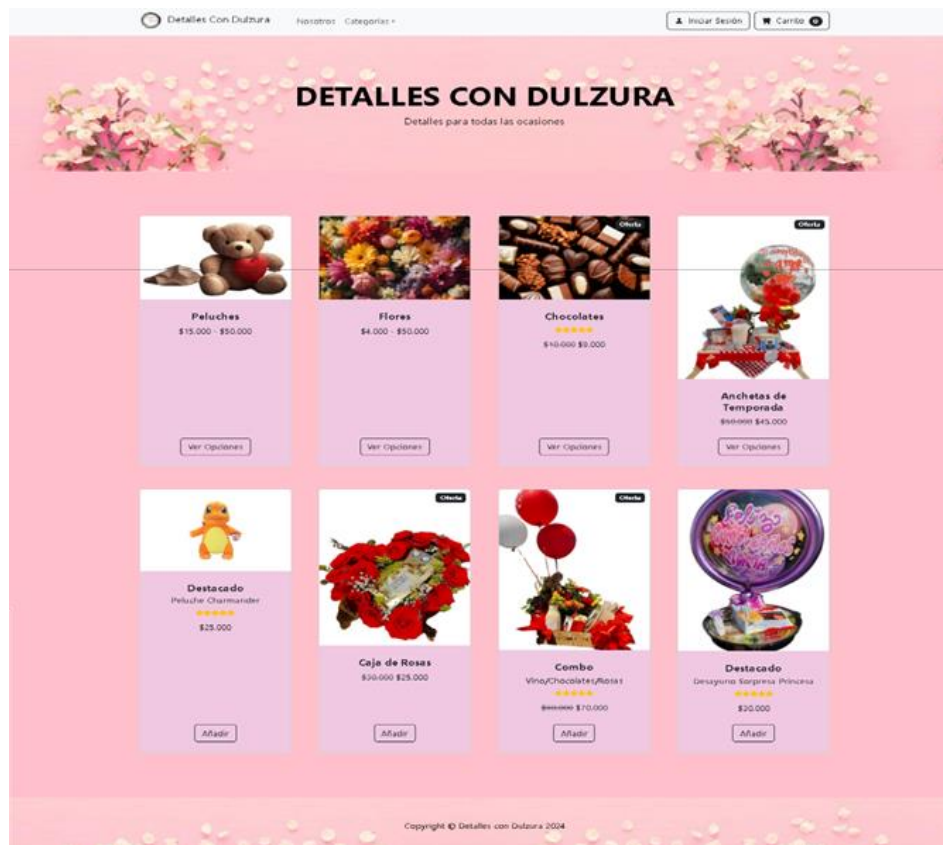 Detalles Con Dulzura
Nosotros
Categorías
Iniciar Sesión
Carrito 0
DETALLES CON DULZURA
Detalles para todas las ocasiones
Peluches
$15.000 - $50.000
Ver Opciones
Flores
$4.000 - $50.000
Ver Opciones
Oferta
Chocolates
$10.000 $9.000
Ver Opciones
Oferta
Anchetas de
Temporada
$50.000 $45.000
Ver Opciones
Destacado
Peluche Charmander
$25.000
Añadir
Oferta
Caja de Rosas
$30.000 $25.000
Añadir
Oferta
Combo
Vino/Chocolates/Rosas
$70.000
Añadir
Destacado
Desayuno Sorpresa Princesa
$30.000
Añadir
Copyright © Detalles con Dulzura 2024